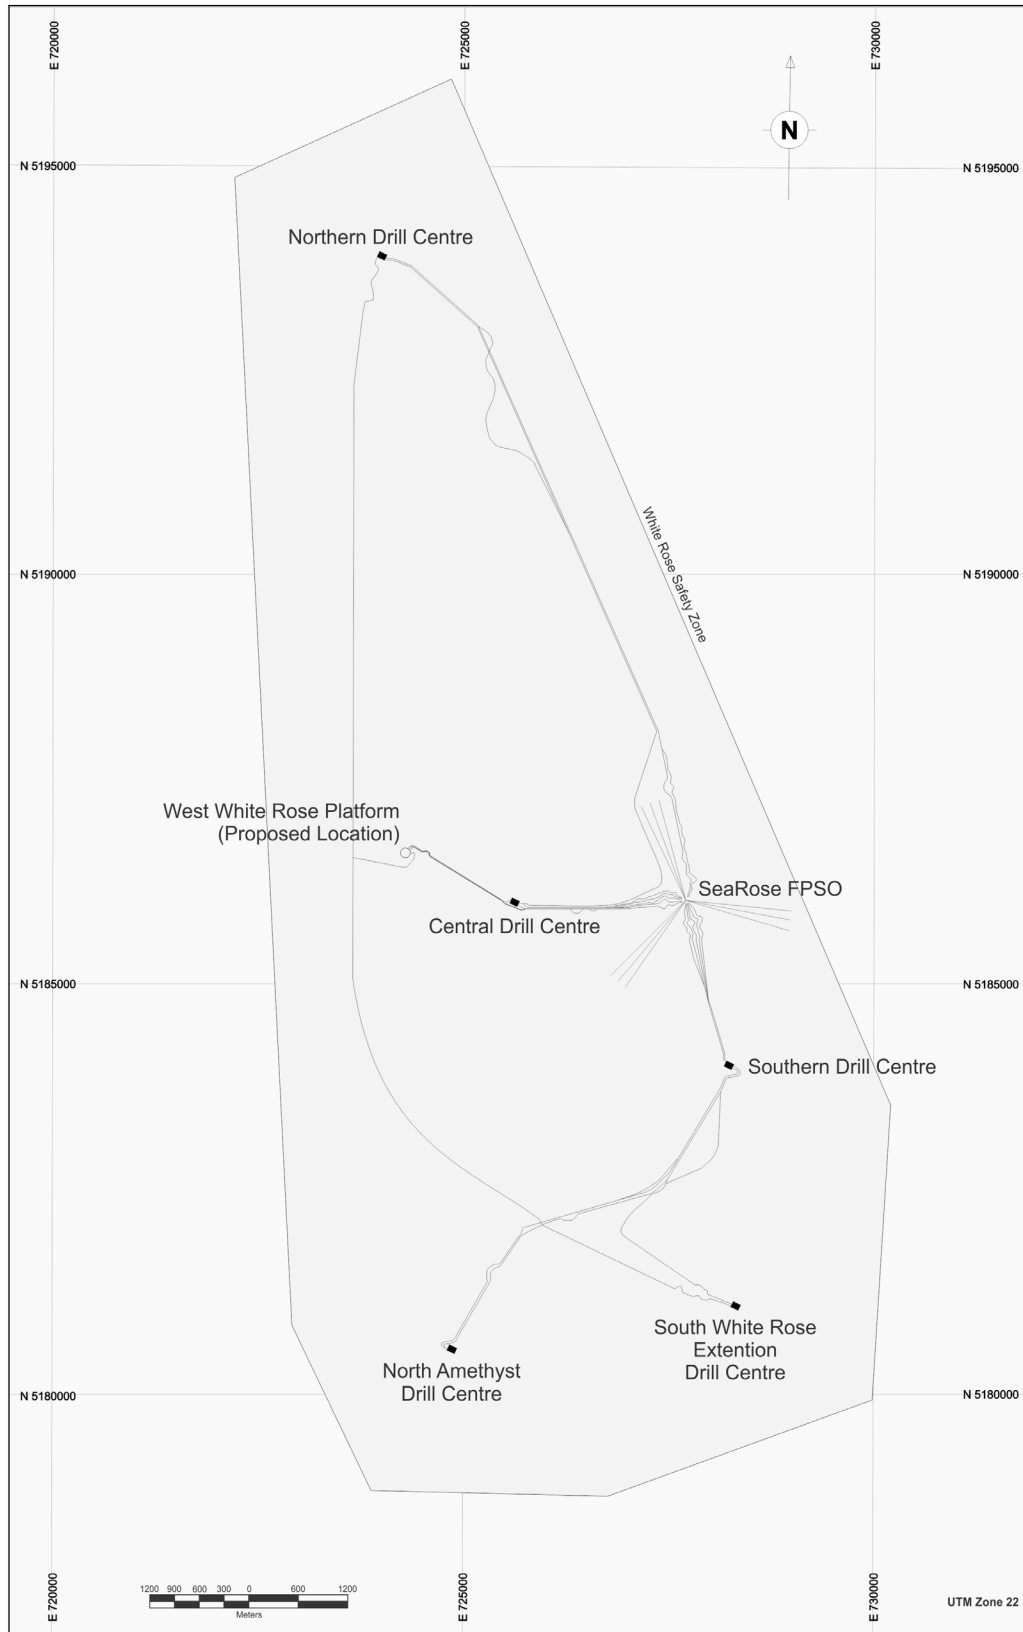 E 720000
E 725000
E 730000
N
N 5195000
N 5195000
Northern Drill Centre
White Rose Safety Zone
N 5190000
N 5190000
West White Rose Platform
(Proposed Location)
SeaRose FPSO
Central Drill Centre
N 5185000
N 5185000
Southern Drill Centre
South White Rose
Extention
Drill Centre
North Amethyst
Drill Centre
N 5180000
N 5180000
1200 900 600 300 0 600 1200
Meters
E 720000
E 725000
E 730000
UTM Zone 22